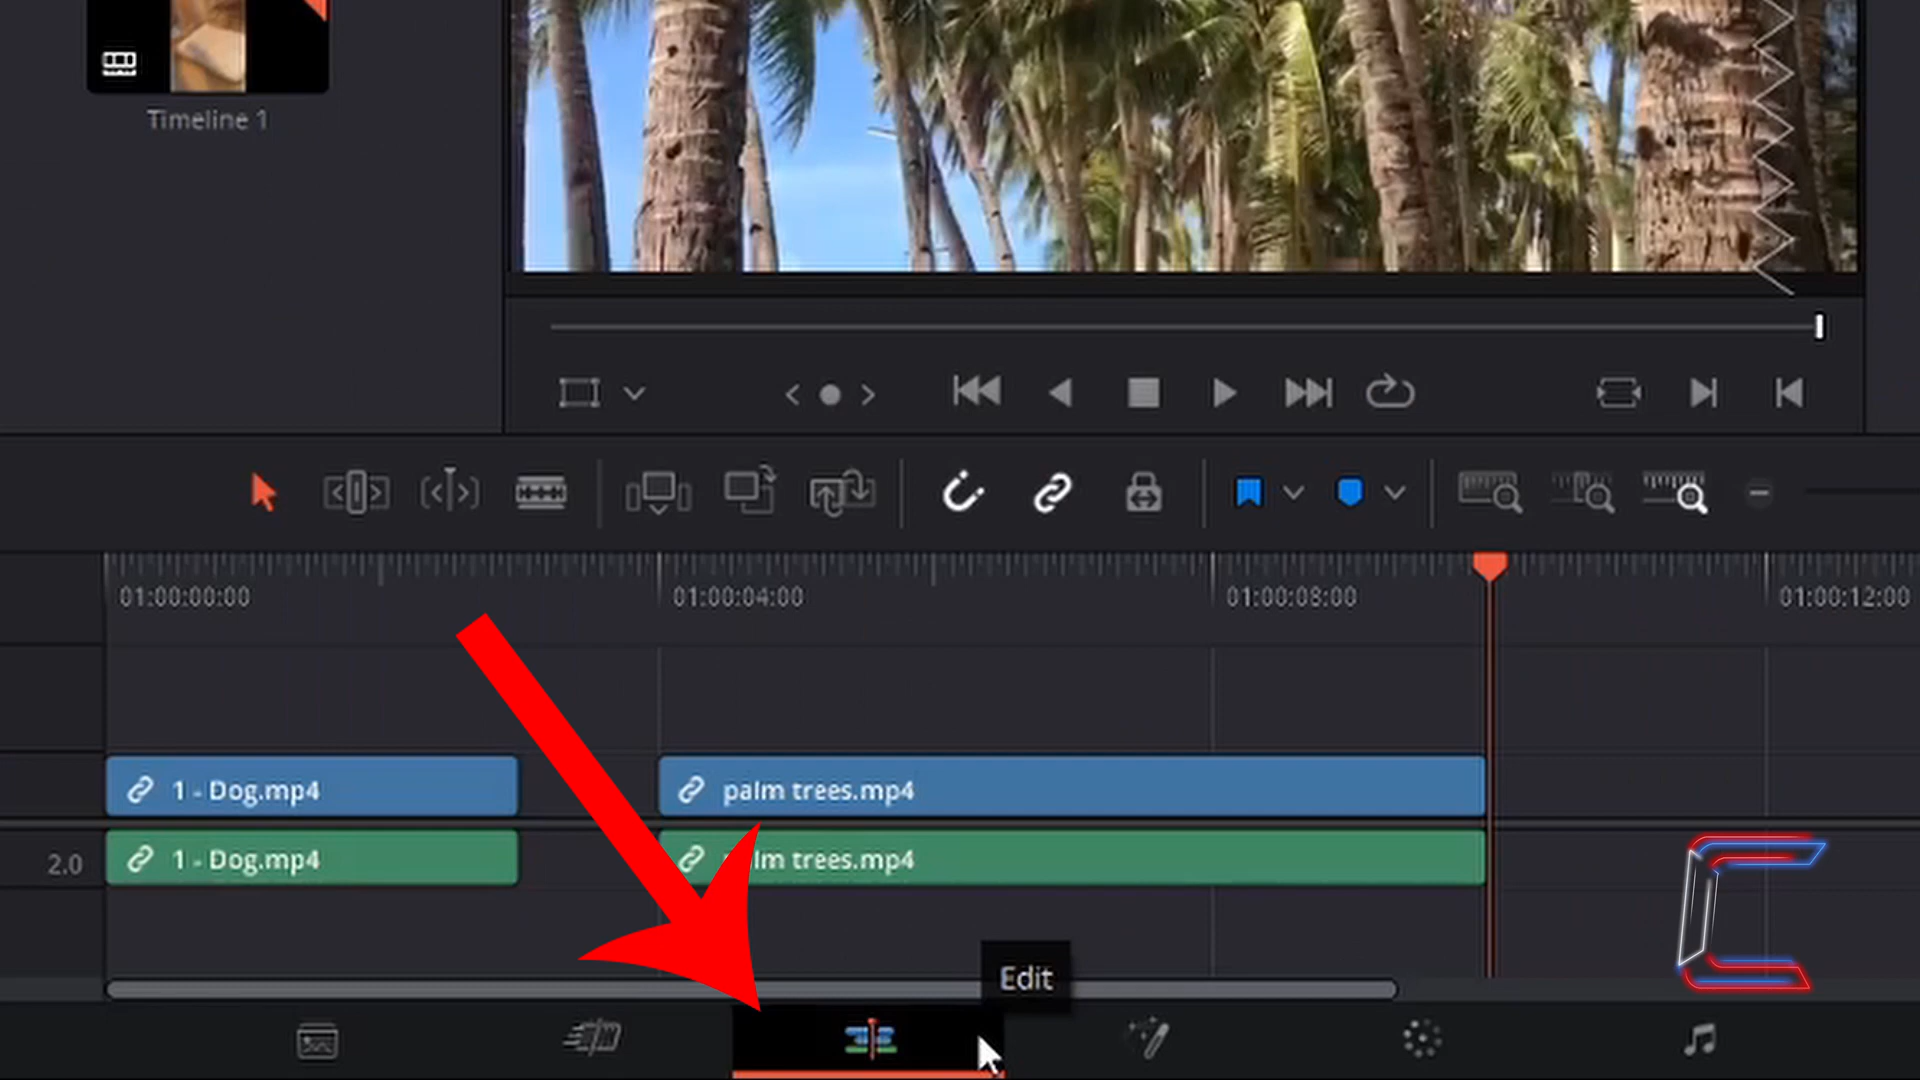 Timeline 1
01:00:00:00
01:00:04:00
01:00:08:00
01:00:12:00
1 - Dog.mp4
palm trees.mp4
2.0
1 - Dog.mp4
lm trees.mp4
Edit